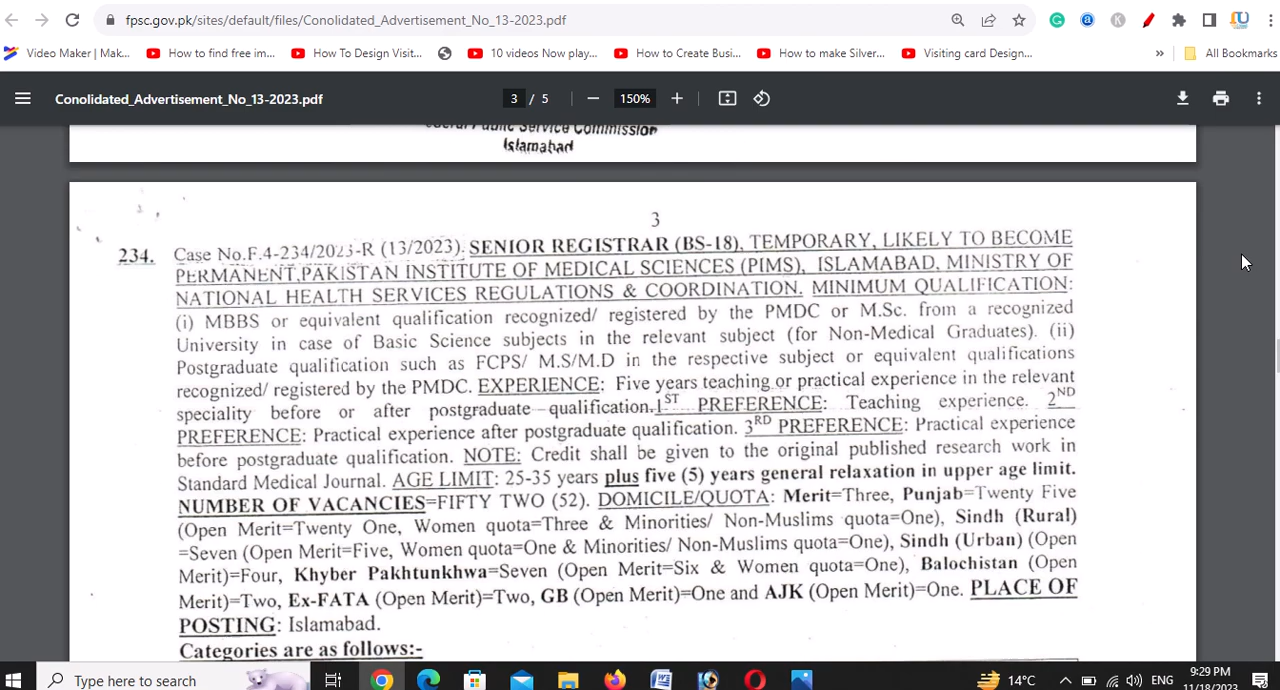 fpsc.gov.pk/sites/default/files/Conolidated_Advertisement_No_13-2023.pdf
Video Maker | Mak...
How to find free im...
How To Design Visit...
10 videos Now play...
How to Create Busi...
How to make Silver...
Visiting card Design...
»
All Bookmarks
Conolidated_Advertisement_No_13-2023.pdf
3 / 5
150%
Public Service Commission
Islamabad
3
234. Case No.F.4-234/2023-R (13/2023). SENIOR REGISTRAR (BS-18), TEMPORARY, LIKELY TO BECOME
PERMANENT,PAKISTAN INSTITUTE OF MEDICAL SCIENCES (PIMS), ISLAMABAD, MINISTRY OF
NATIONAL HEALTH SERVICES REGULATIONS & COORDINATION. MINIMUM QUALIFICATION:
(i) MBBS or equivalent qualification recognized/ registered by the PMDC or M.Sc. from a recognized
University in case of Basic Science subjects in the relevant subject (for Non-Medical Graduates). (ii)
Postgraduate qualification such as FCPS/ M.S/M.D in the respective subject or equivalent qualifications
recognized/ registered by the PMDC. EXPERIENCE: Five years teaching or practical experience in the relevant
speciality before or after postgraduate qualification. 1ST PREFERENCE: Teaching experience. 2ND
PREFERENCE: Practical experience after postgraduate qualification. 3RD PREFERENCE: Practical experience
before postgraduate qualification. NOTE: Credit shall be given to the original published research work in
Standard Medical Journal. AGE LIMIT: 25-35 years plus five (5) years general relaxation in upper age limit.
NUMBER OF VACANCIES=FIFTY TWO (52). DOMICILE/QUOTA: Merit=Three, Punjab=Twenty Five
(Open Merit=Twenty One, Women quota=Three & Minorities/ Non-Muslims quota=One), Sindh (Rural)
=Seven (Open Merit=Five, Women quota=One & Minorities/ Non-Muslims quota=One), Sindh (Urban) (Open
Merit)=Four, Khyber Pakhtunkhwa=Seven (Open Merit=Six & Women quota=One), Balochistan (Open
Merit)=Two, Ex-FATA (Open Merit)=Two, GB (Open Merit)=One and AJK (Open Merit)=One. PLACE OF
POSTING: Islamabad.
Categories are as follows:-
Type here to search
14°C
ENG
9:29 PM
11/18/2023